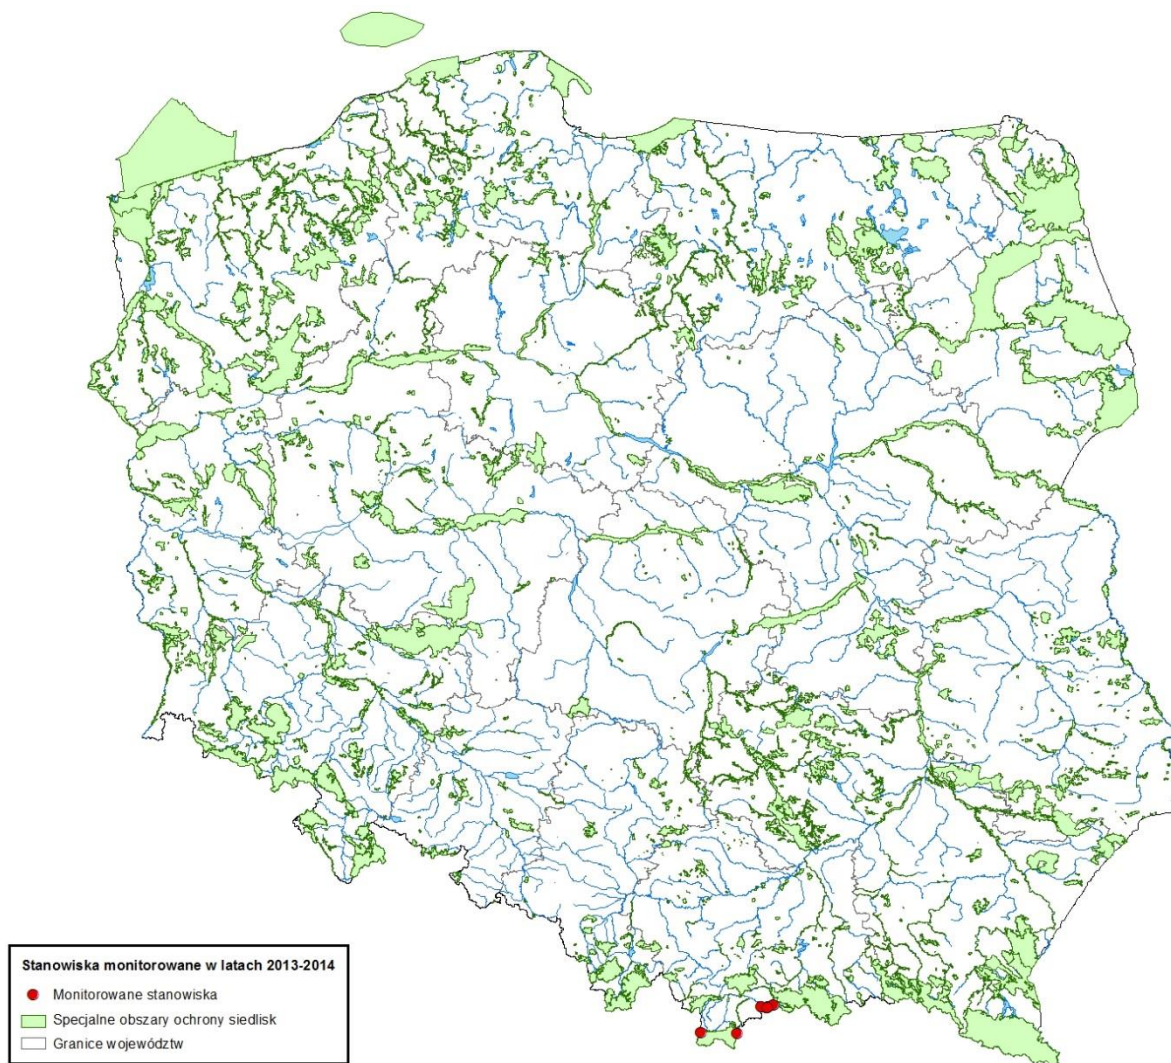 Stanowiska monitorowane w latach 2013-2014
Monitorowane stanowiska
Specjalne obszary ochrony siedlisk
Granice województw